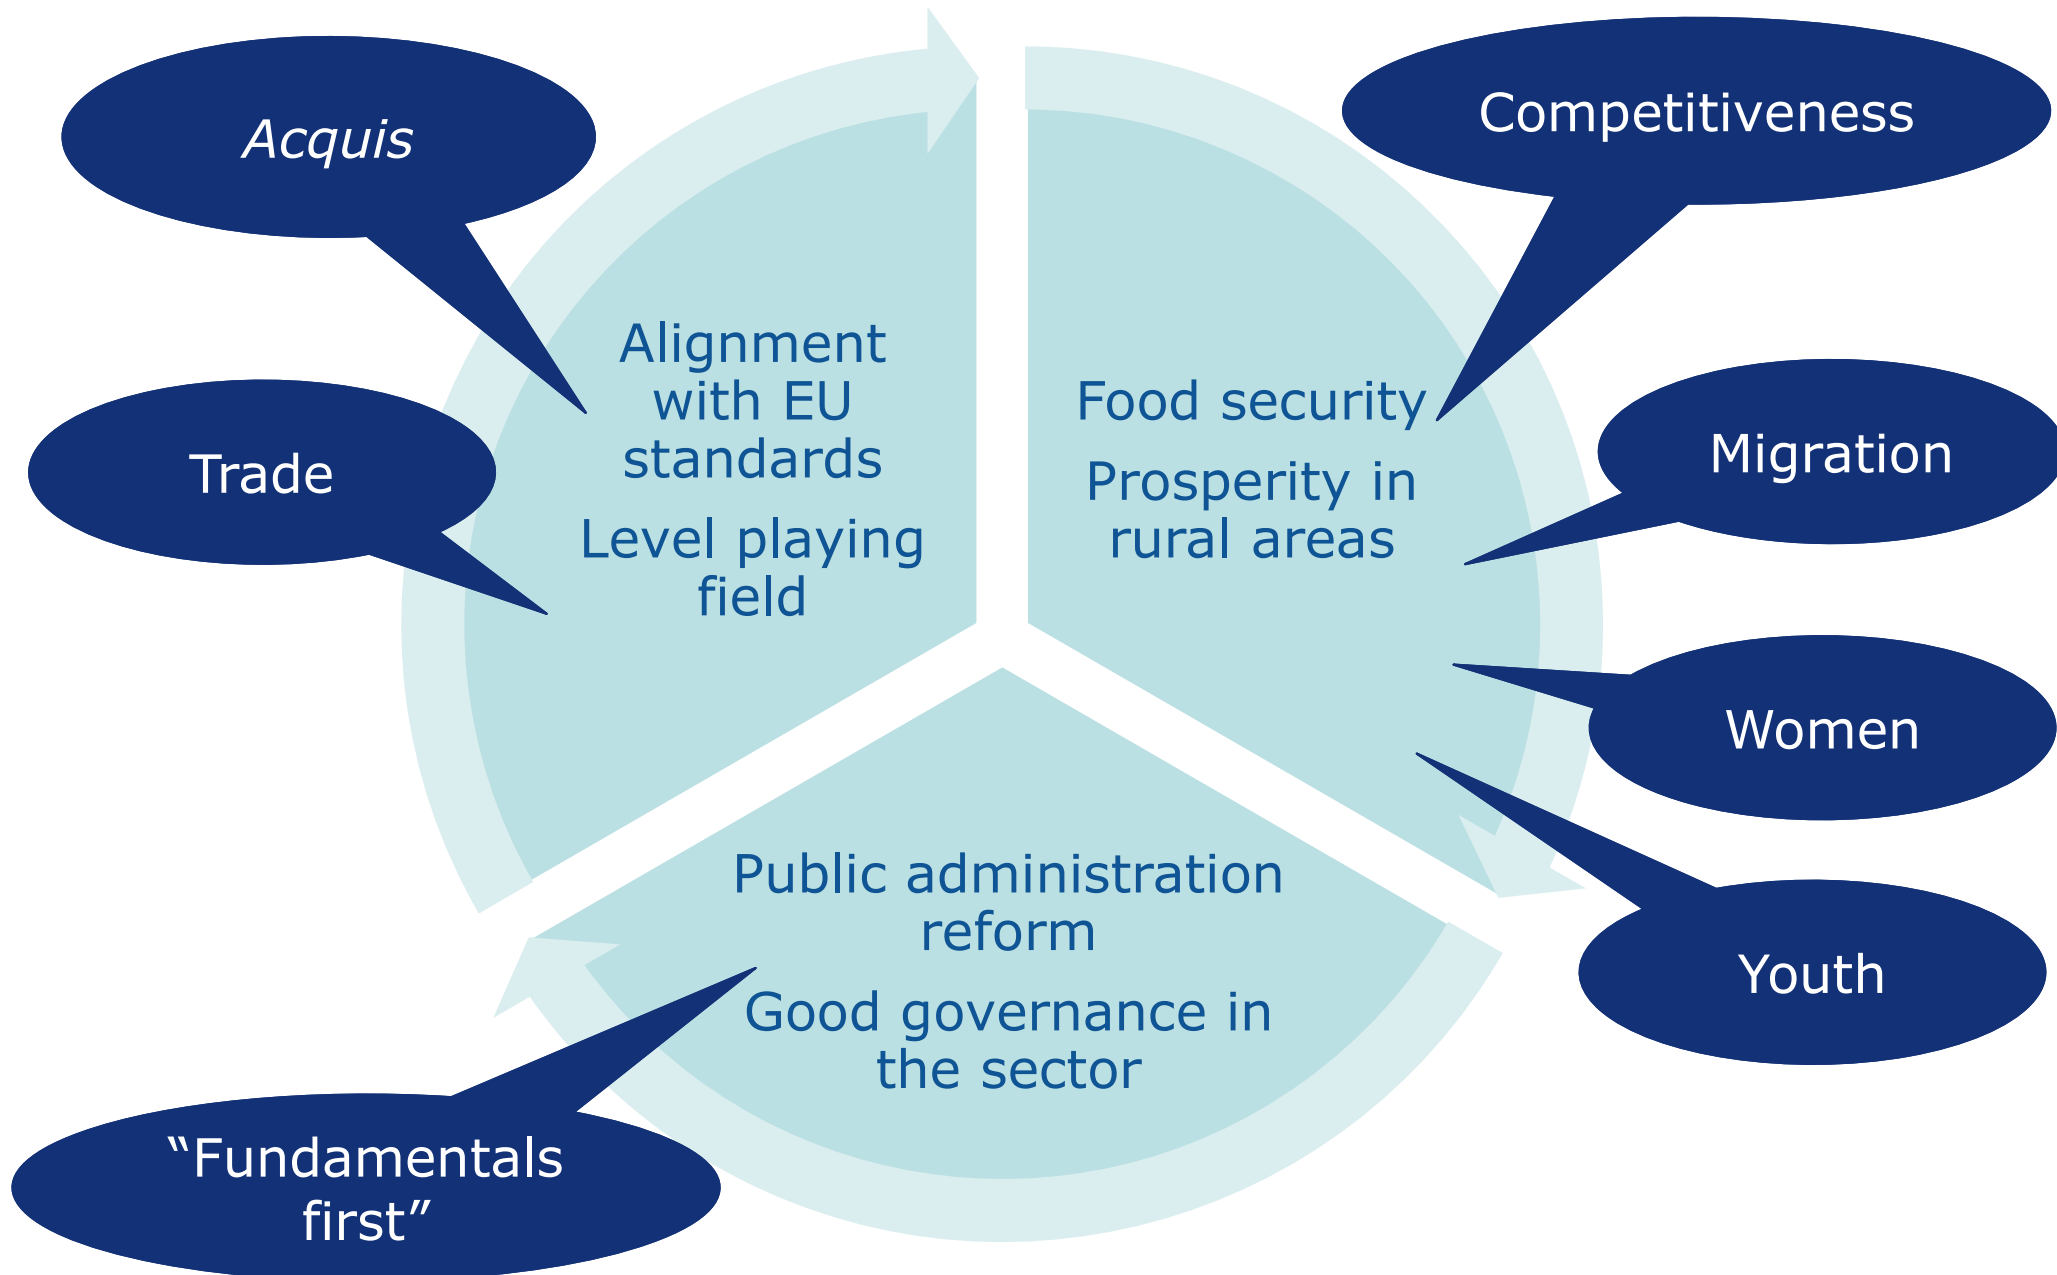 Acquis
Trade
Alignment
with EU
standards
Level playing
field
Food security
Prosperity in
rural areas
Competitiveness
Migration
Women
Youth
Public administration
reform
Good governance in
the sector
“Fundamentals
first”